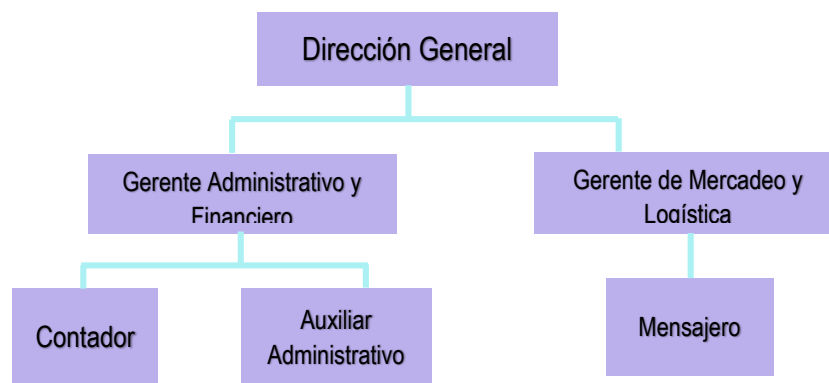 Dirección General
Gerente Administrativo y
Financiero
Gerente de Mercadeo y
Logística
Contador
Auxiliar
Administrativo
Mensajero